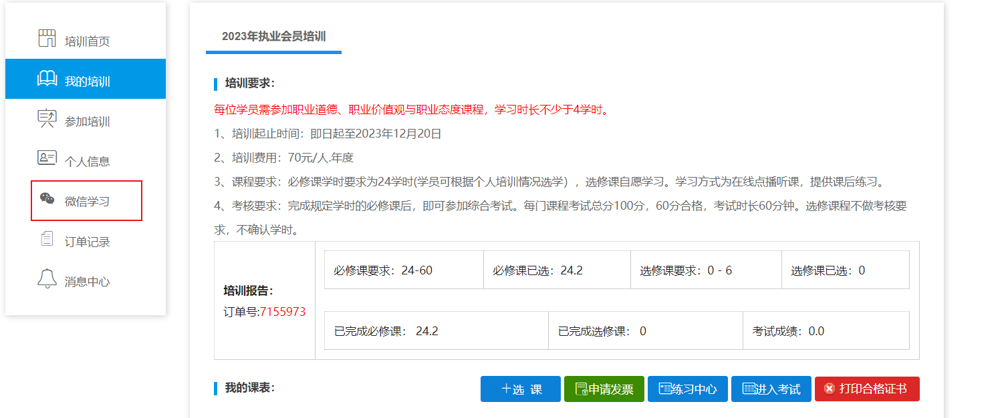 培训首页
我的培训
参加培训
个人信息
微信学习
订单记录
消息中心
2023年执业会员培训
培训要求：
每位学员需参加职业道德、职业价值观与职业态度课程，学习时长不少于4学时。
1、培训起止时间：即日起至2023年12月20日
2、培训费用：70元/人.年度
3、课程要求：必修课学时要求为24学时(学员可根据个人培训情况选学），选修课自愿学习。学习方式为在线点播听课，提供课后练习。
4、考核要求：完成规定学时的必修课后，即可参加综合考试。每门课程考试总分100分，60分合格，考试时长60分钟。选修课程不做考核要
求，不确认学时。
培训报告：
订单号:7155973
必修课要求：24-60 必修课已选：24.2 选修课要求：0 - 6 选修课已选：0
已完成必修课： 24.2 已完成选修课： 0 考试成绩：0.0
我的课表： 选 课 申请发票 练习中心 进入考试 打印合格证书